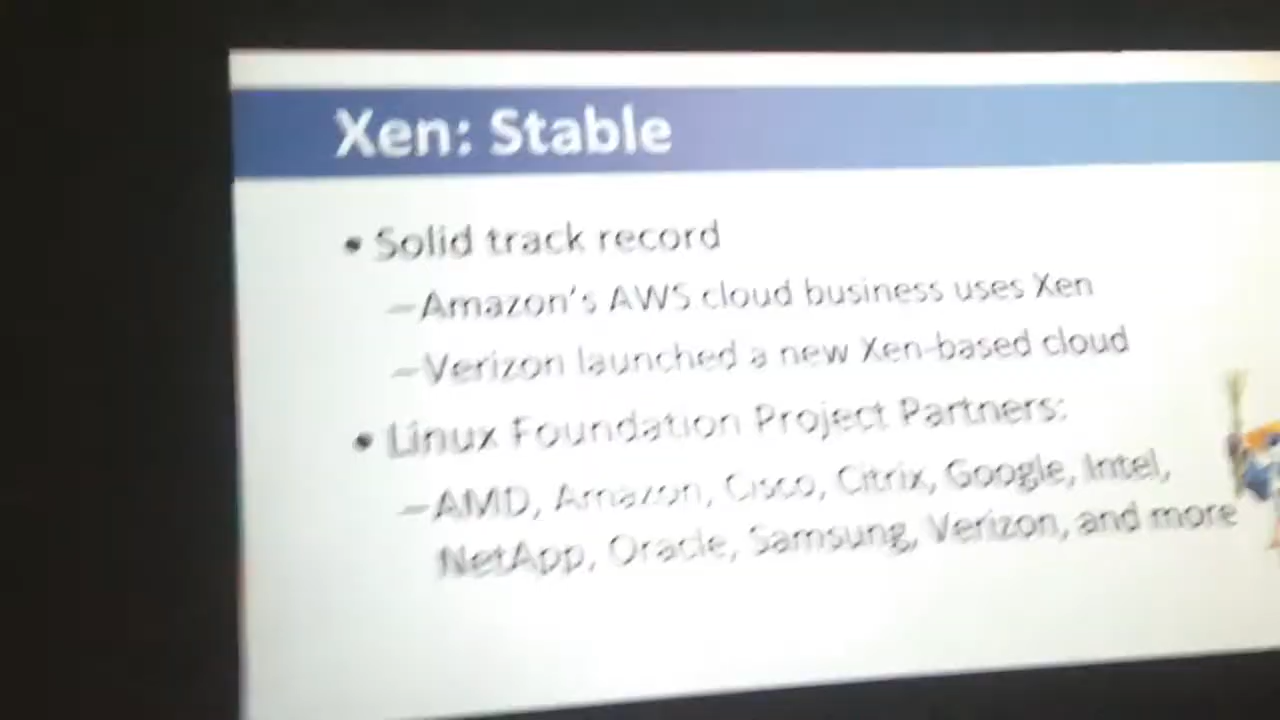 Xen: Stable
• Solid track record
–Amazon's AWS cloud business uses Xen
–Verizon launched a new Xen-based cloud
• Linux Foundation Project Partners:
–AMD, Amazon, Cisco, Citrix, Google, Intel,
NetApp, Oracle, Samsung, Verizon, and more